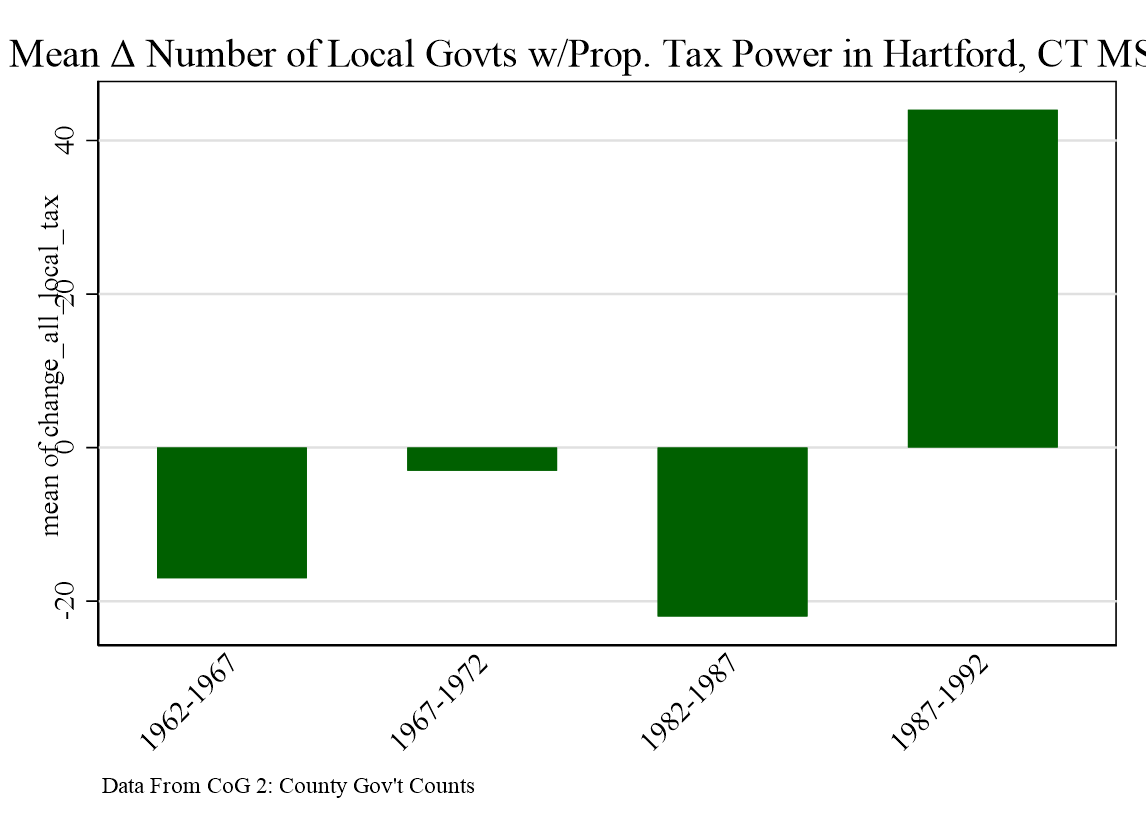 Mean Δ Number of Local Govts w/Prop. Tax Power in Hartford, CT MS
mean of change_all_local_tax
40
20
0
-20
1962-1967
1967-1972
1982-1987
1987-1992
Data From CoG 2: County Gov't Counts